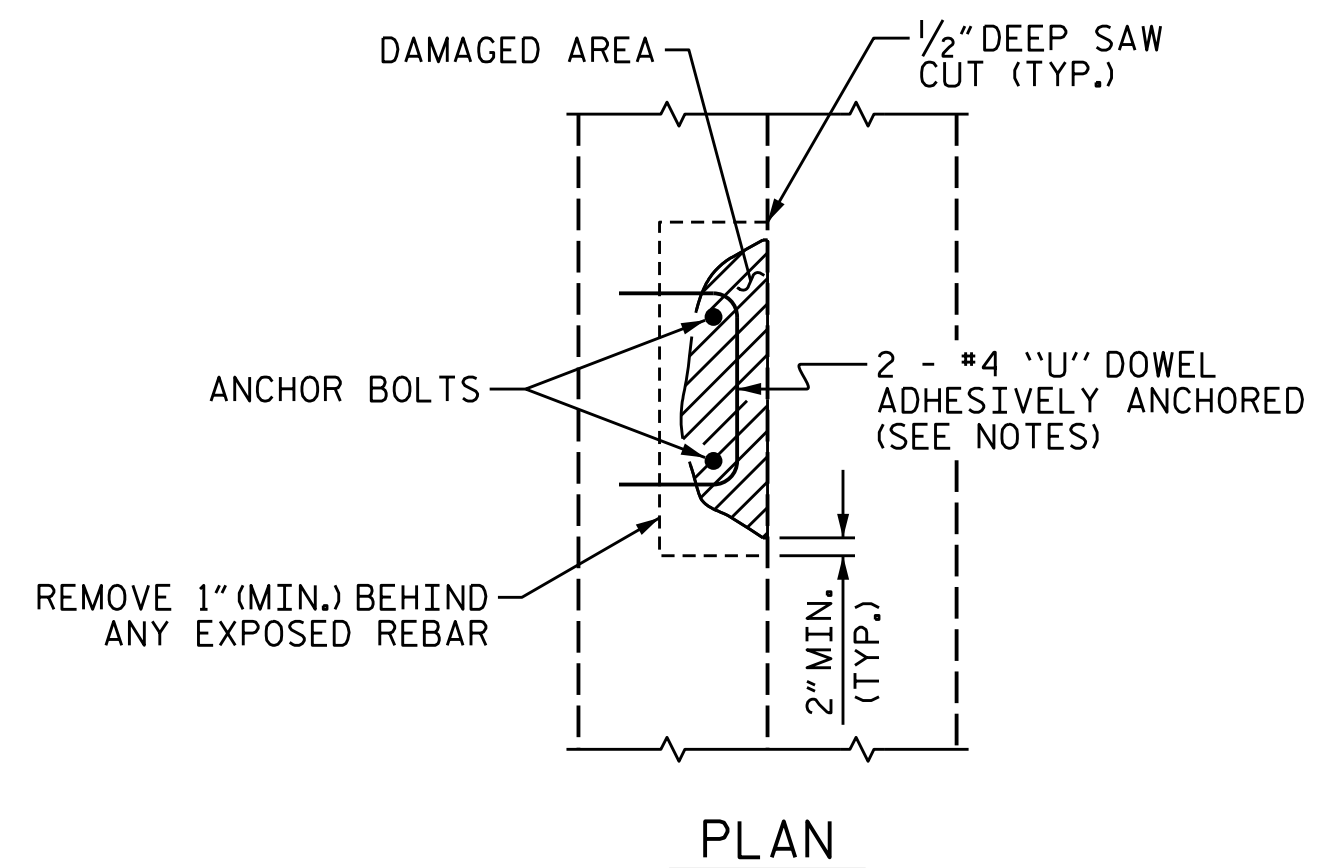 DAMAGED AREA
1/2" DEEP SAW
CUT (TYP.)
ANCHOR BOLTS
2 - #4 "U" DOWEL
ADHESIVELY ANCHORED
(SEE NOTES)
REMOVE 1" (MIN.) BEHIND
ANY EXPOSED REBAR
2" MIN.
(TYP.)
PLAN